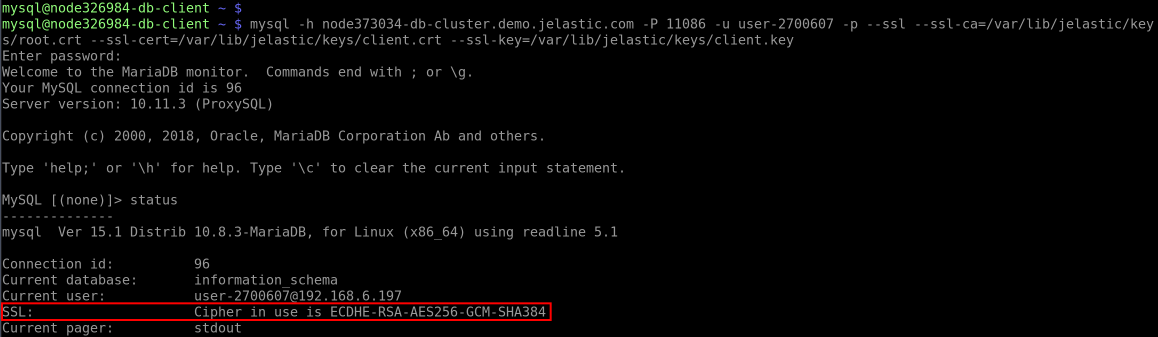 mysql@node326984-db-client ~ $
mysql@node326984-db-client ~ $ mysql -h node373034-db-cluster.demo.jelastic.com -P 11086 -u user-2700607 -p --ssl --ssl-ca=/var/lib/jelastic/key
s/root.crt --ssl-cert=/var/lib/jelastic/keys/client.crt --ssl-key=/var/lib/jelastic/keys/client.key
Enter password:
Welcome to the MariaDB monitor.  Commands end with ; or \g.
Your MySQL connection id is 96
Server version: 10.11.3 (ProxySQL)
Copyright (c) 2000, 2018, Oracle, MariaDB Corporation Ab and others.
Type 'help;' or '\h' for help. Type '\c' to clear the current input statement.
MySQL [(none)]> status
--------------
mysql  Ver 15.1 Distrib 10.8.3-MariaDB, for Linux (x86_64) using readline 5.1
Connection id:          96
Current database:       information_schema
Current user:           user-2700607@192.168.6.197
SSL:                    Cipher in use is ECDHE-RSA-AES256-GCM-SHA384
Current pager:          stdout